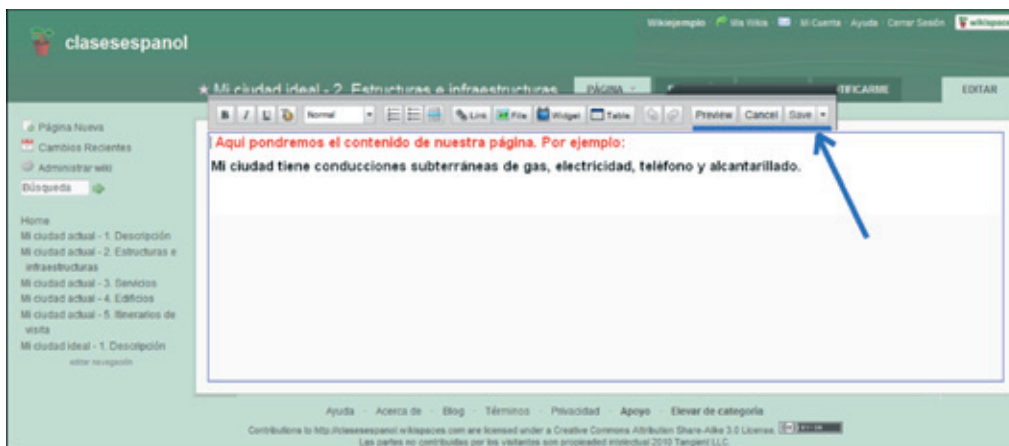 Wikiejemplo Mis Wikis Mi Cuenta · Ayuda · Cerrar Sesión wikispaces
clasesespanol
Mi ciudad ideal - 2. Estructuras e infraestructuras PÁGINA EDITAR
B I U Normal Link File Widget Table Preview Cancel Save
Página Nueva
Cambios Recientes
Administrar wiki
Búsqueda
Aquí pondremos el contenido de nuestra página. Por ejemplo:
Mi ciudad tiene conducciones subterráneas de gas, electricidad, teléfono y alcantarillado.
Home
Mi ciudad actual - 1. Descripción
Mi ciudad actual - 2. Estructuras e
infraestructuras
Mi ciudad actual - 3. Servicios
Mi ciudad actual - 4. Edificios
Mi ciudad actual - 5. Itinerarios de
visita
Mi ciudad ideal - 1. Descripción
editar navegación
Ayuda · Acerca de · Blog · Términos · Privacidad · Apoyo · Elevar de categoría
Contributions to http://clasesespanol.wikispaces.com are licensed under a Creative Commons Attribution Share-Alike 3.0 License.
Las partes no contribuidas por los visitantes son propiedad intelectual 2010 Tangient LLC.